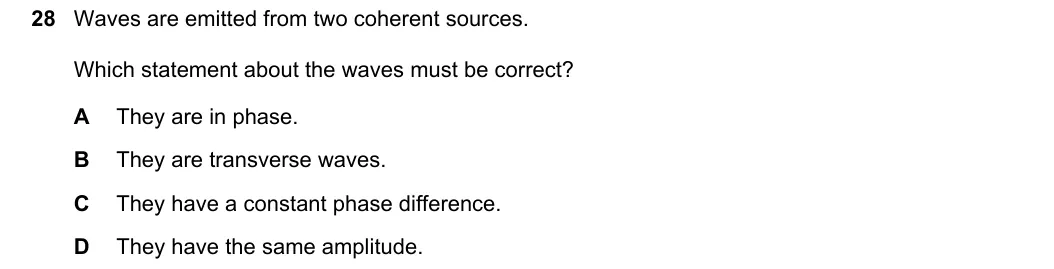 28 Waves are emitted from two coherent sources.
Which statement about the waves must be correct?
A They are in phase.
B They are transverse waves.
C They have a constant phase difference.
D They have the same amplitude.